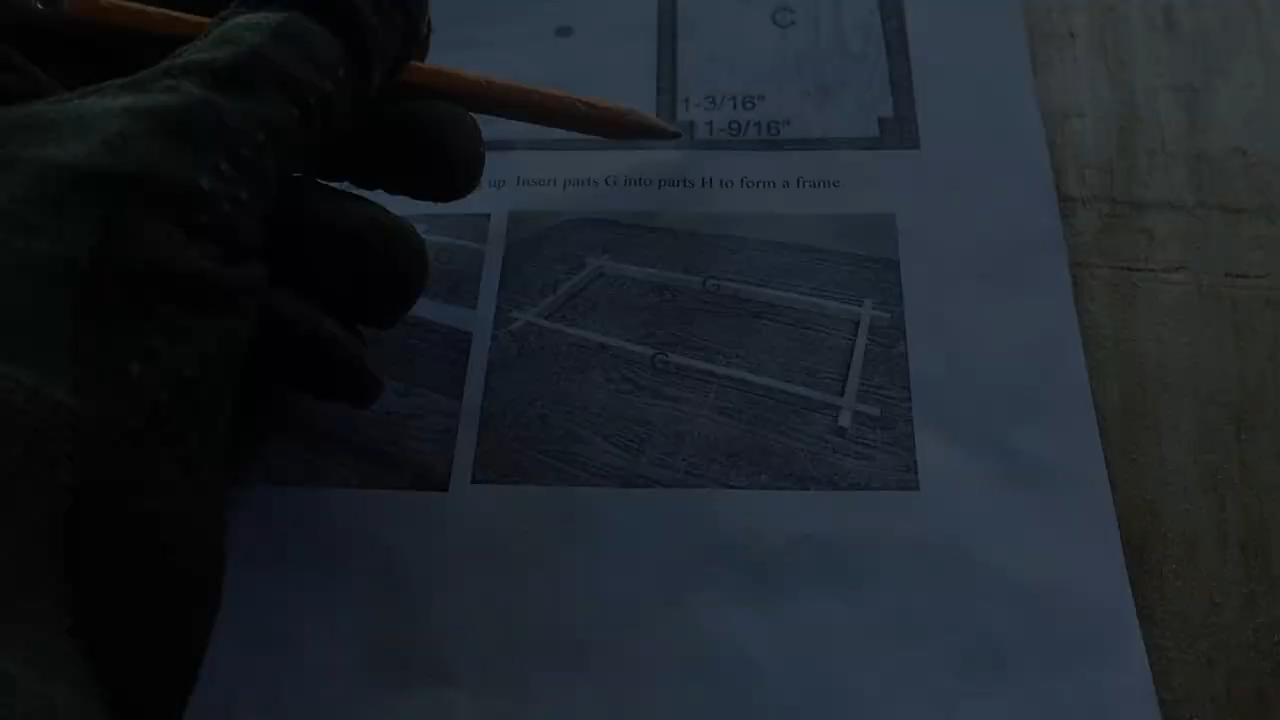 C
1-3/16"
1-9/16"
up. Insert parts G into parts H to form a frame.
G
G